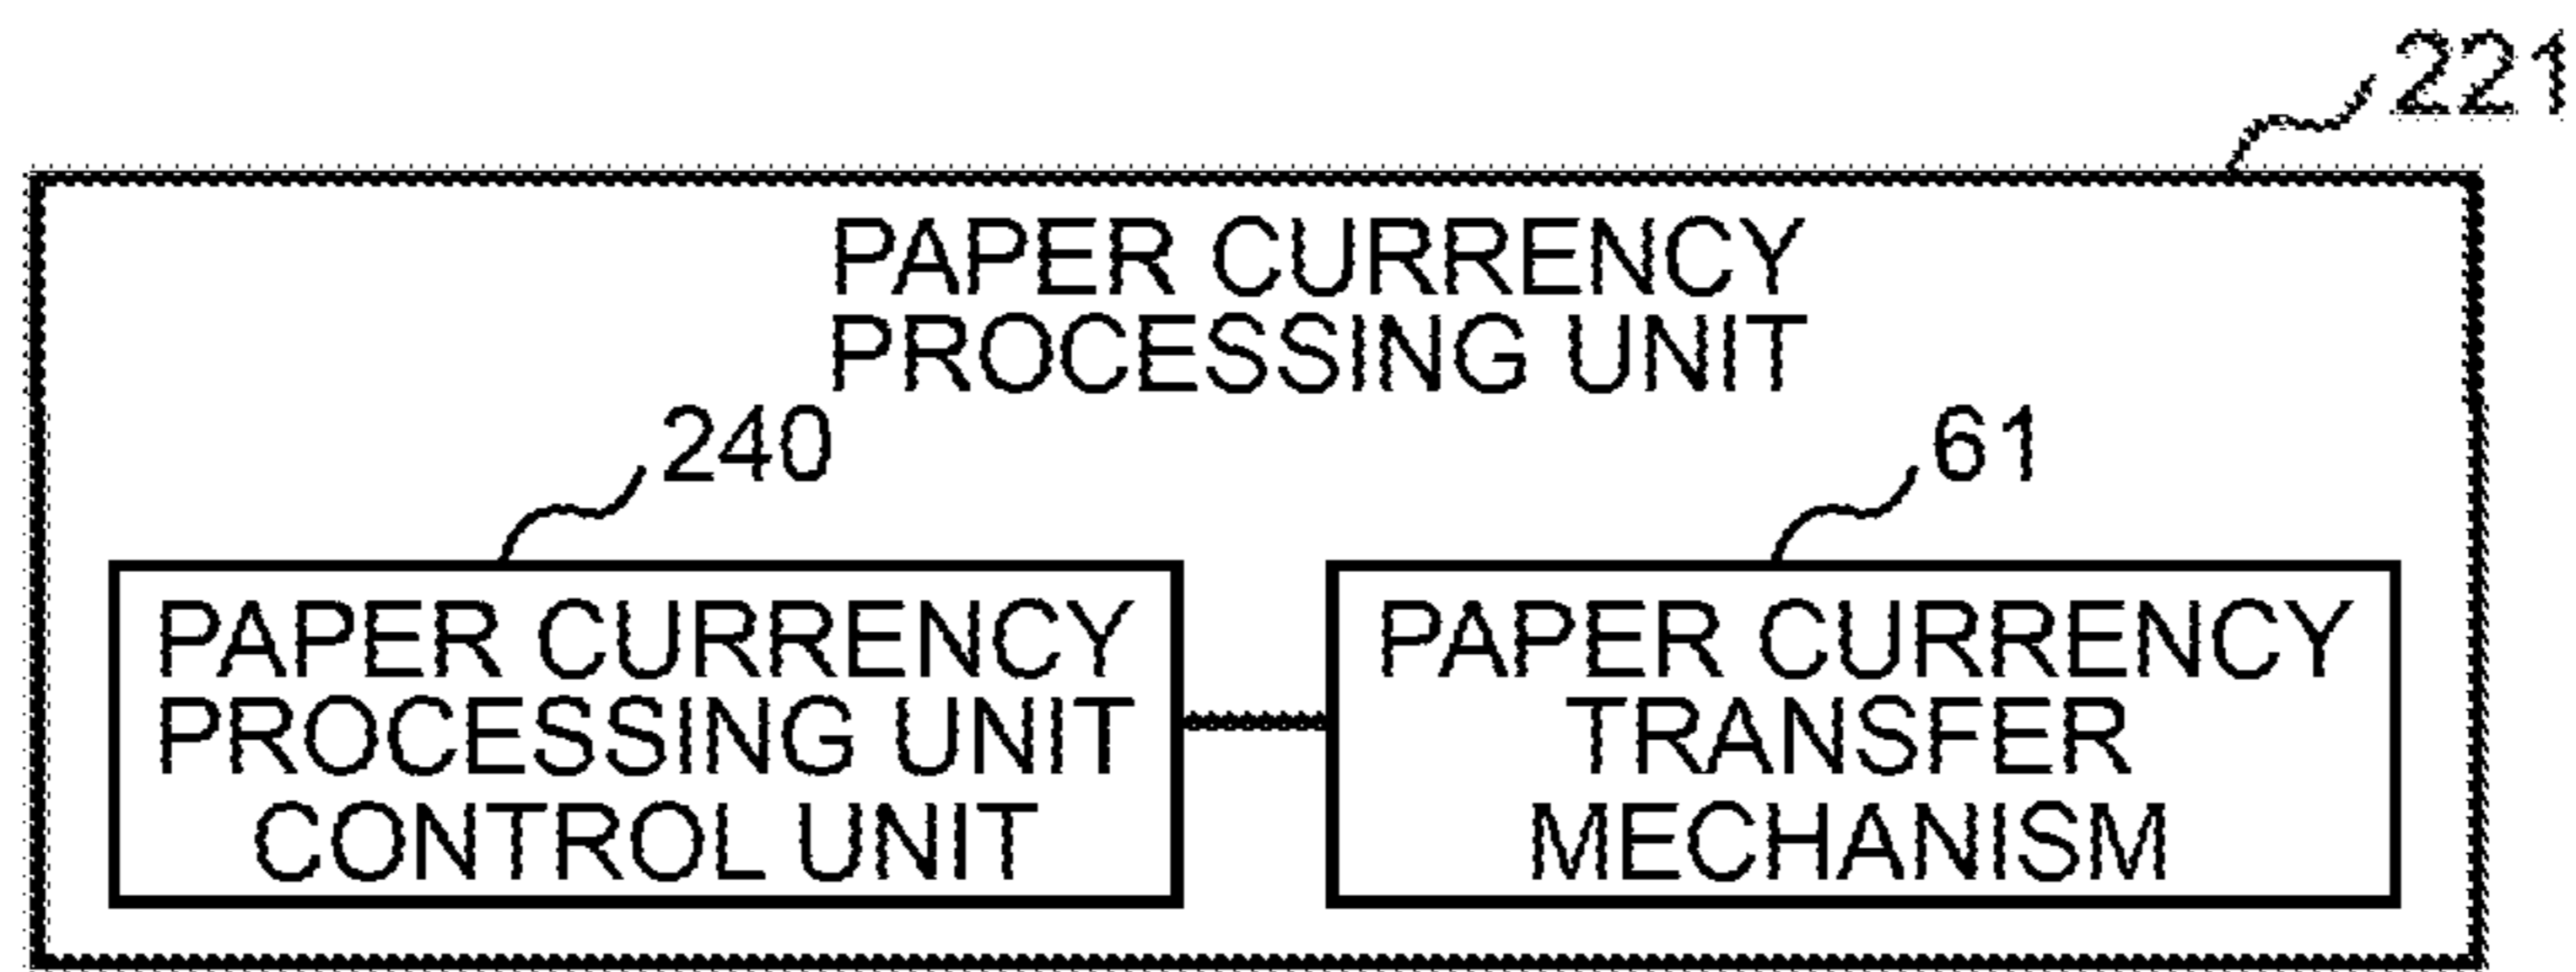 221
PAPER CURRENCY
PROCESSING UNIT
240
61
PAPER CURRENCY
PROCESSING UNIT
CONTROL UNIT
PAPER CURRENCY
TRANSFER
MECHANISM